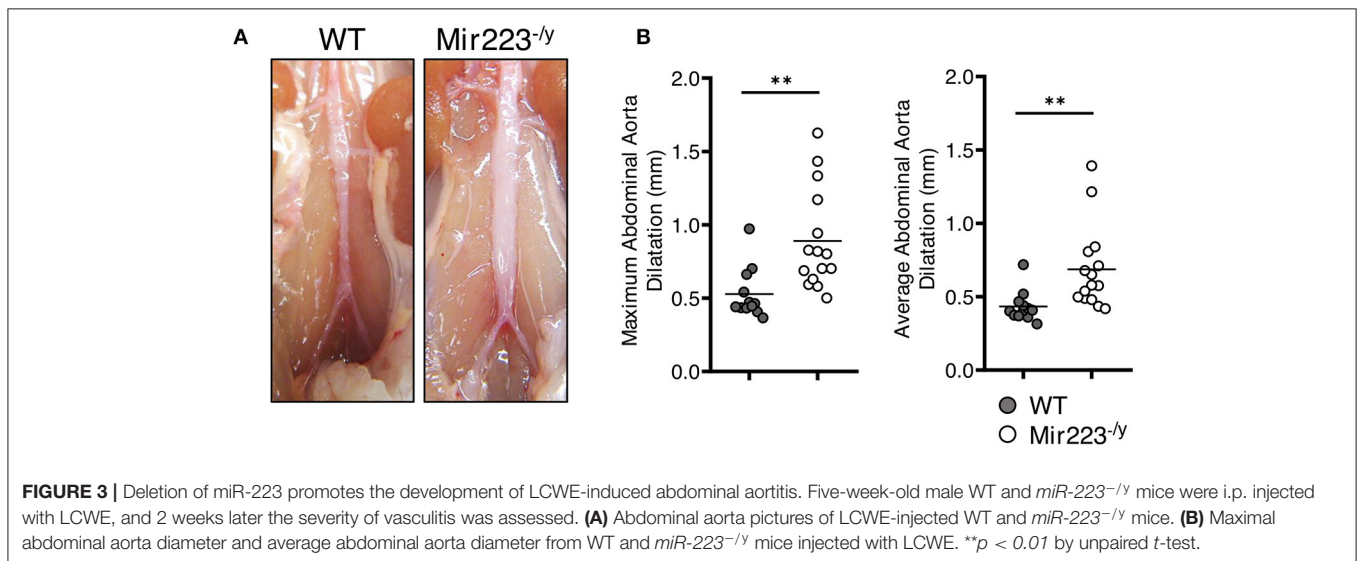 A
WT
Mir223-/y
B
Maximum Abdominal Aorta
Dilatation (mm)
2.0
1.5
1.0
0.5
0.0
**
Average Abdominal Aorta
Dilatation (mm)
2.0
1.5
1.0
0.5
0.0
**
WT
Mir223-/y
FIGURE 3 | Deletion of miR-223 promotes the development of LCWE-induced abdominal aortitis. Five-week-old male WT and miR-223−/y mice were i.p. injected
with LCWE, and 2 weeks later the severity of vasculitis was assessed. (A) Abdominal aorta pictures of LCWE-injected WT and miR-223−/y mice. (B) Maximal
abdominal aorta diameter and average abdominal aorta diameter from WT and miR-223−/y mice injected with LCWE. **p < 0.01 by unpaired t-test.